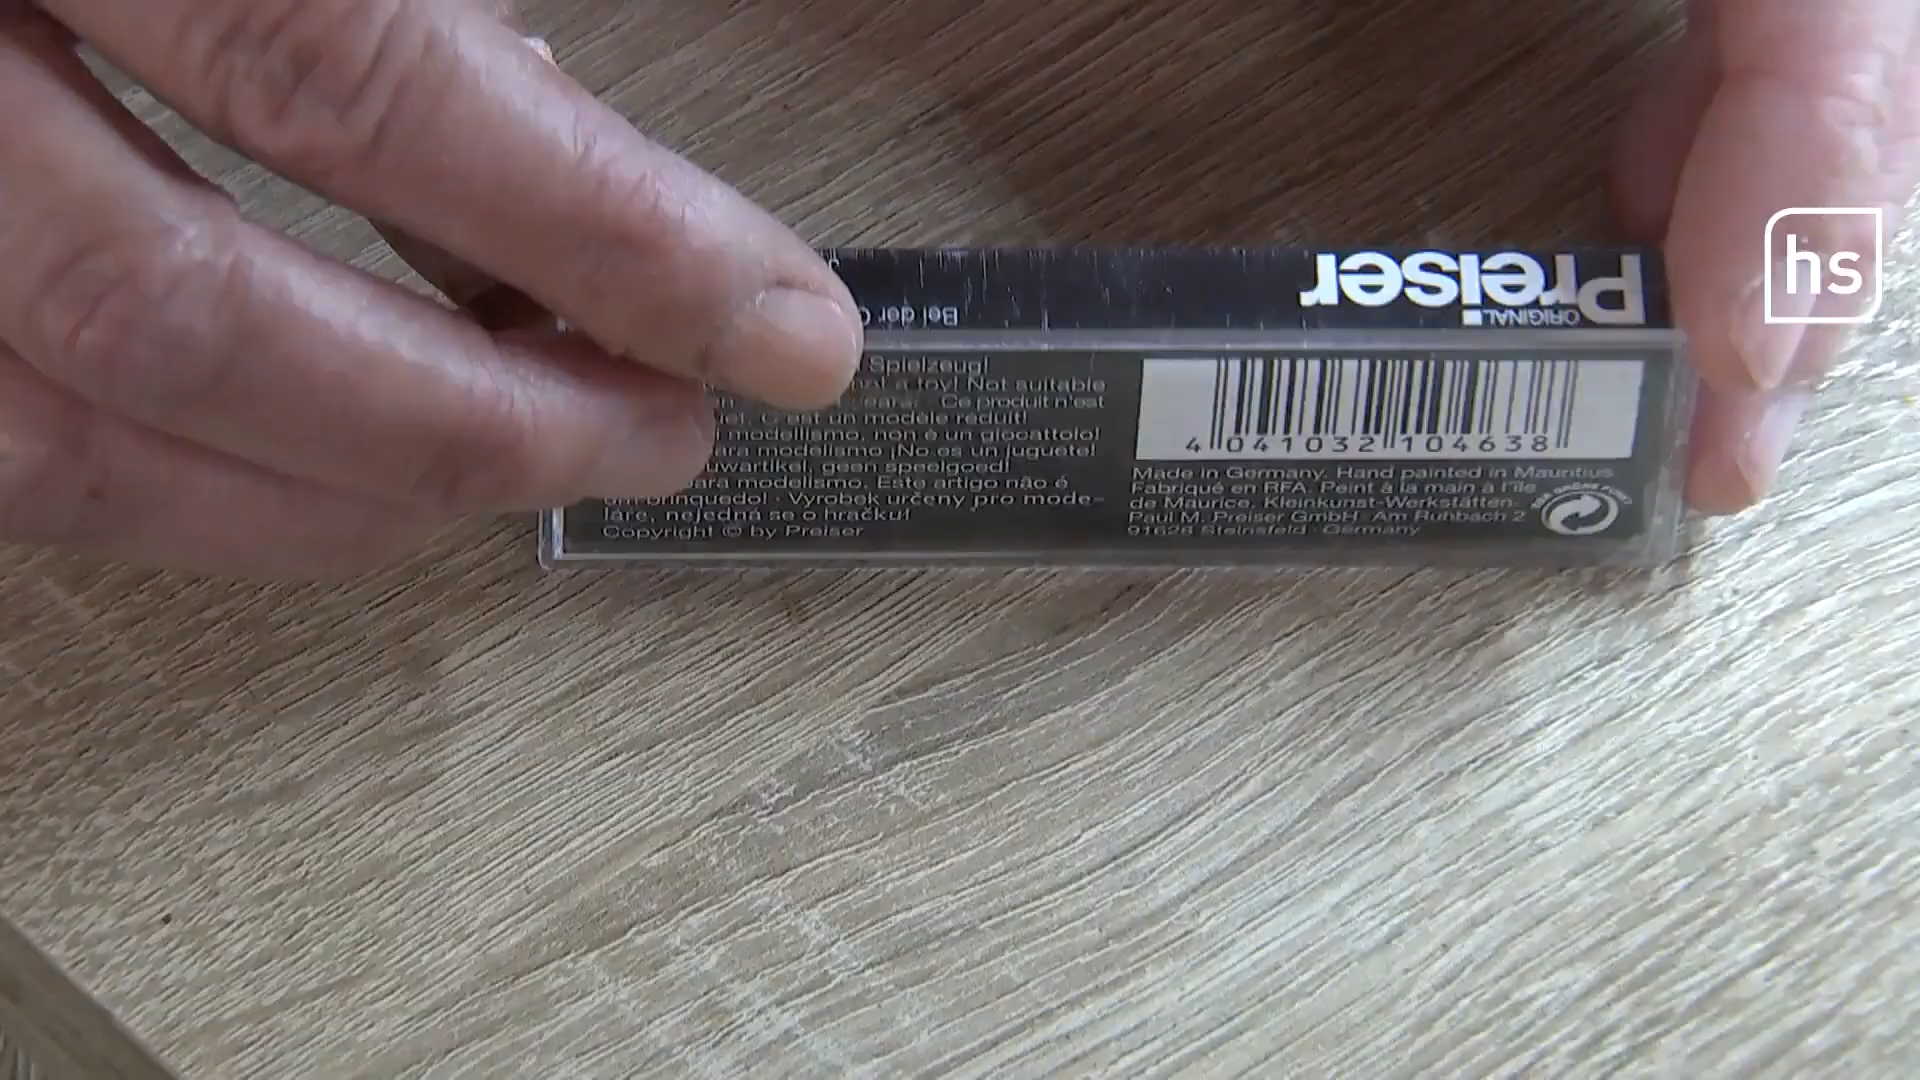 Preiser
ORIGINAL
Bei der
Spielzeug!
a toy! Not suitable
Ce produit n'est
est un modèle réduit!
modellismo, non è un giocattolo!
para modelismo ¡No es un juguete!
geen speelgoed!
para modelismo. Este artigo não é
um brinquedo! · Výrobek určený pro mode-
láře, nejedná se o hračku!
Copyright © by Preiser
4 041032 104638
Made in Germany. Hand painted in Mauritius.
Fabriqué en RFA. Peint à la main à l'île
de Maurice. Kleinkunst-Werkstätten.
Paul M. Preiser GmbH · Am Ruhbach 2
91628 Steinsfeld · Germany
hs